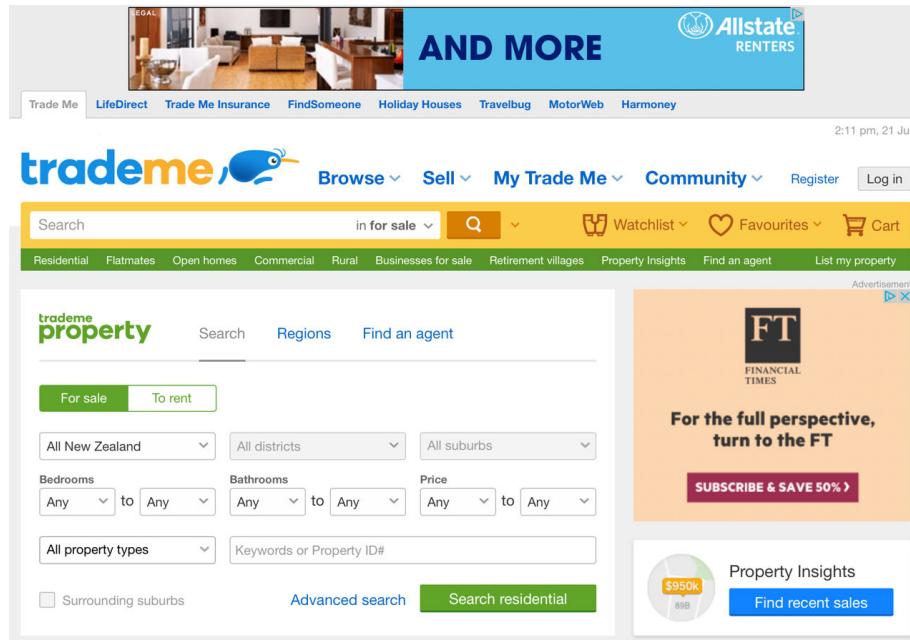 LEGAL
AND MORE
Allstate
RENTERS
Trade Me LifeDirect Trade Me Insurance FindSomeone Holiday Houses Travelbug MotorWeb Harmoney
2:11 pm, 21 Ju
trademe Browse Sell My Trade Me Community Register Log in
Search in for sale Watchlist Favourites Cart
Residential Flatmates Open homes Commercial Rural Businesses for sale Retirement villages Property Insights Find an agent List my property
Advertisement
trademe
property
Search Regions Find an agent
For sale To rent
All New Zealand All districts All suburbs
Bedrooms Bathrooms Price
Any to Any Any to Any Any to Any
All property types Keywords or Property ID#
Surrounding suburbs Advanced search Search residential
FT
FINANCIAL
TIMES
For the full perspective,
turn to the FT
SUBSCRIBE & SAVE 50%
$950k
89B
Property Insights
Find recent sales